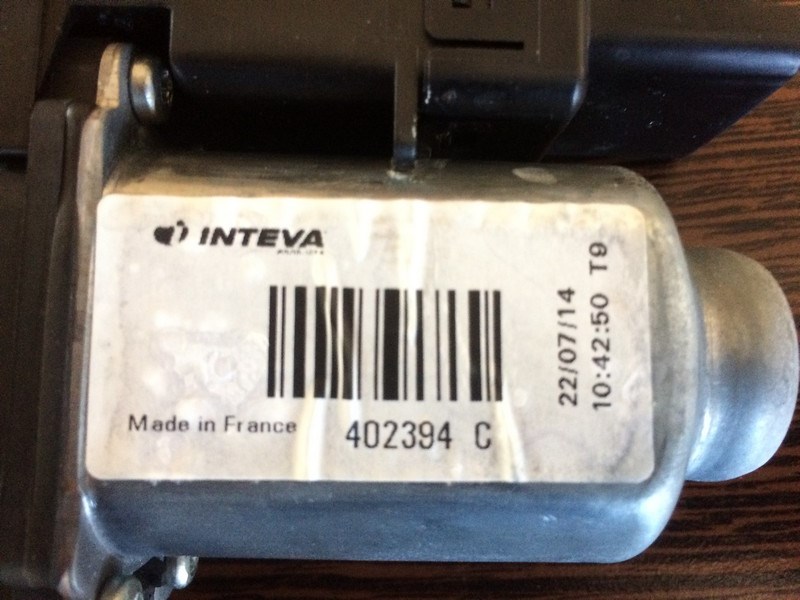 INTEVA
Made in France
402394 C
22/07/14
10:42:50 T9